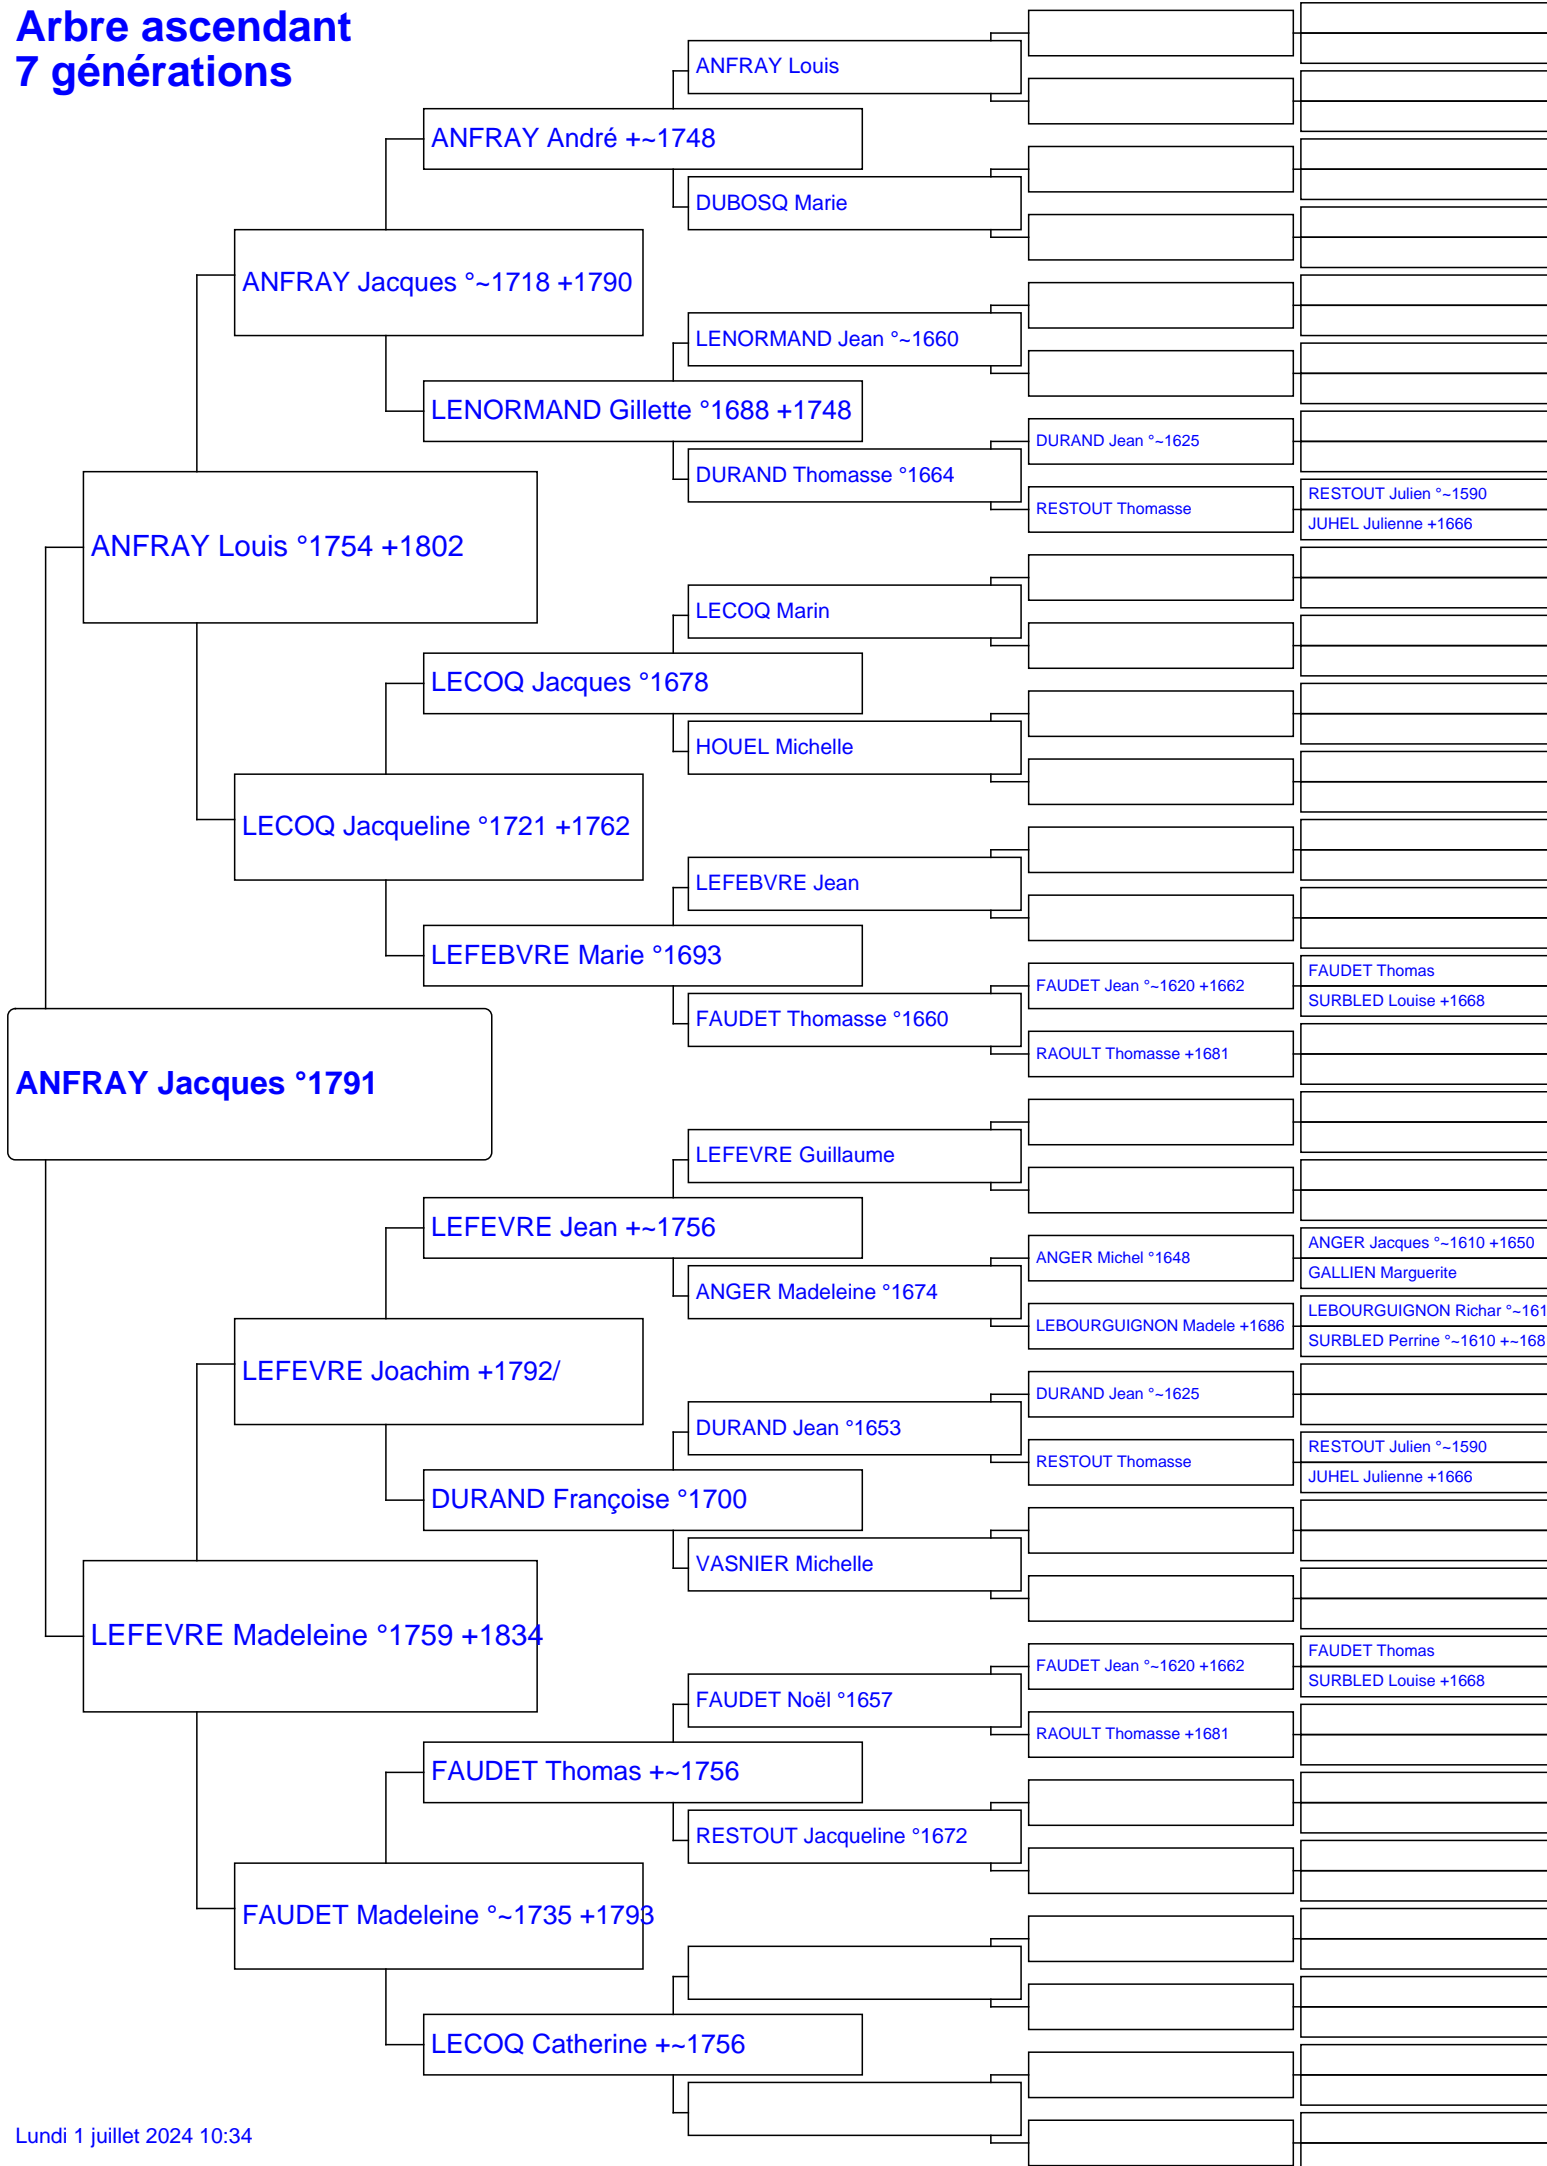 Arbre ascendant
7 générations
ANFRAY Louis
ANFRAY André +~1748
DUBOSQ Marie
ANFRAY Jacques °~1718 +1790
LENORMAND Jean °~1660
LENORMAND Gillette °1688 +1748
DURAND Jean °~1625
DURAND Thomasse °1664
RESTOUT Julien °~1590
RESTOUT Thomasse
JUHEL Julienne +1666
ANFRAY Louis °1754 +1802
LECOQ Marin
LECOQ Jacques °1678
HOUEL Michelle
LECOQ Jacqueline °1721 +1762
LEFEBVRE Jean
LEFEBVRE Marie °1693
FAUDET Thomas
FAUDET Jean °~1620 +1662
SURBLED Louise +1668
FAUDET Thomasse °1660
RAOULT Thomasse +1681
ANFRAY Jacques °1791
LEFEVRE Guillaume
LEFEVRE Jean +~1756
ANGER Jacques °~1610 +1650
ANGER Michel °1648
GALLIEN Marguerite
ANGER Madeleine °1674
LEBOURGUIGNON Richar °~161
LEBOURGUIGNON Madele +1686
SURBLED Perrine °~1610 +~168
LEFEVRE Joachim +1792/
DURAND Jean °~1625
DURAND Jean °1653
RESTOUT Julien °~1590
RESTOUT Thomasse
JUHEL Julienne +1666
DURAND Françoise °1700
VASNIER Michelle
LEFEVRE Madeleine °1759 +1834
FAUDET Thomas
FAUDET Jean °~1620 +1662
SURBLED Louise +1668
FAUDET Noël °1657
RAOULT Thomasse +1681
FAUDET Thomas +~1756
RESTOUT Jacqueline °1672
FAUDET Madeleine °~1735 +1793
LECOQ Catherine +~1756
Lundi 1 juillet 2024 10:34